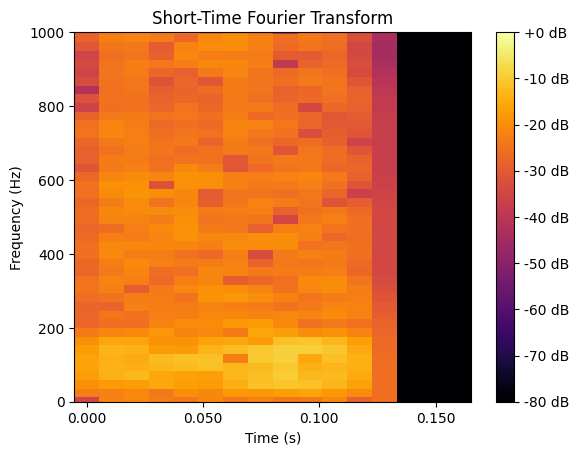 Short-Time Fourier Transform
1000
800
600
400
200
0
Frequency (Hz)
0.000
0.050
0.100
0.150
Time (s)
+0 dB
-10 dB
-20 dB
-30 dB
-40 dB
-50 dB
-60 dB
-70 dB
-80 dB